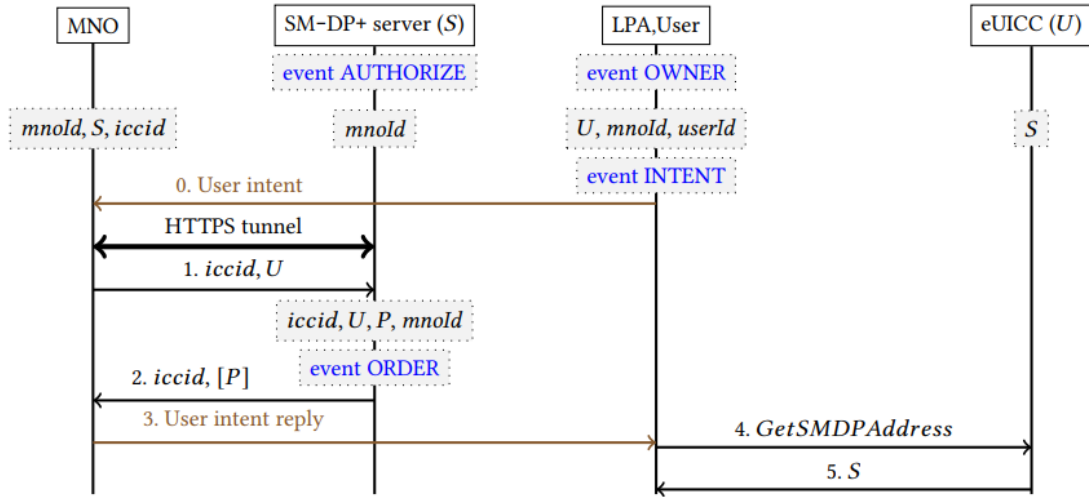 MNO
SM-DP+ server (S)
LPA,User
eUICC (U)
event AUTHORIZE
event OWNER
mnoId, S, iccid
mnoId
U, mnoId, userId
S
event INTENT
0. User intent
HTTPS tunnel
1. iccid, U
iccid, U, P, mnoId
event ORDER
2. iccid, [P]
3. User intent reply
4. GetSMDPAddress
5. S